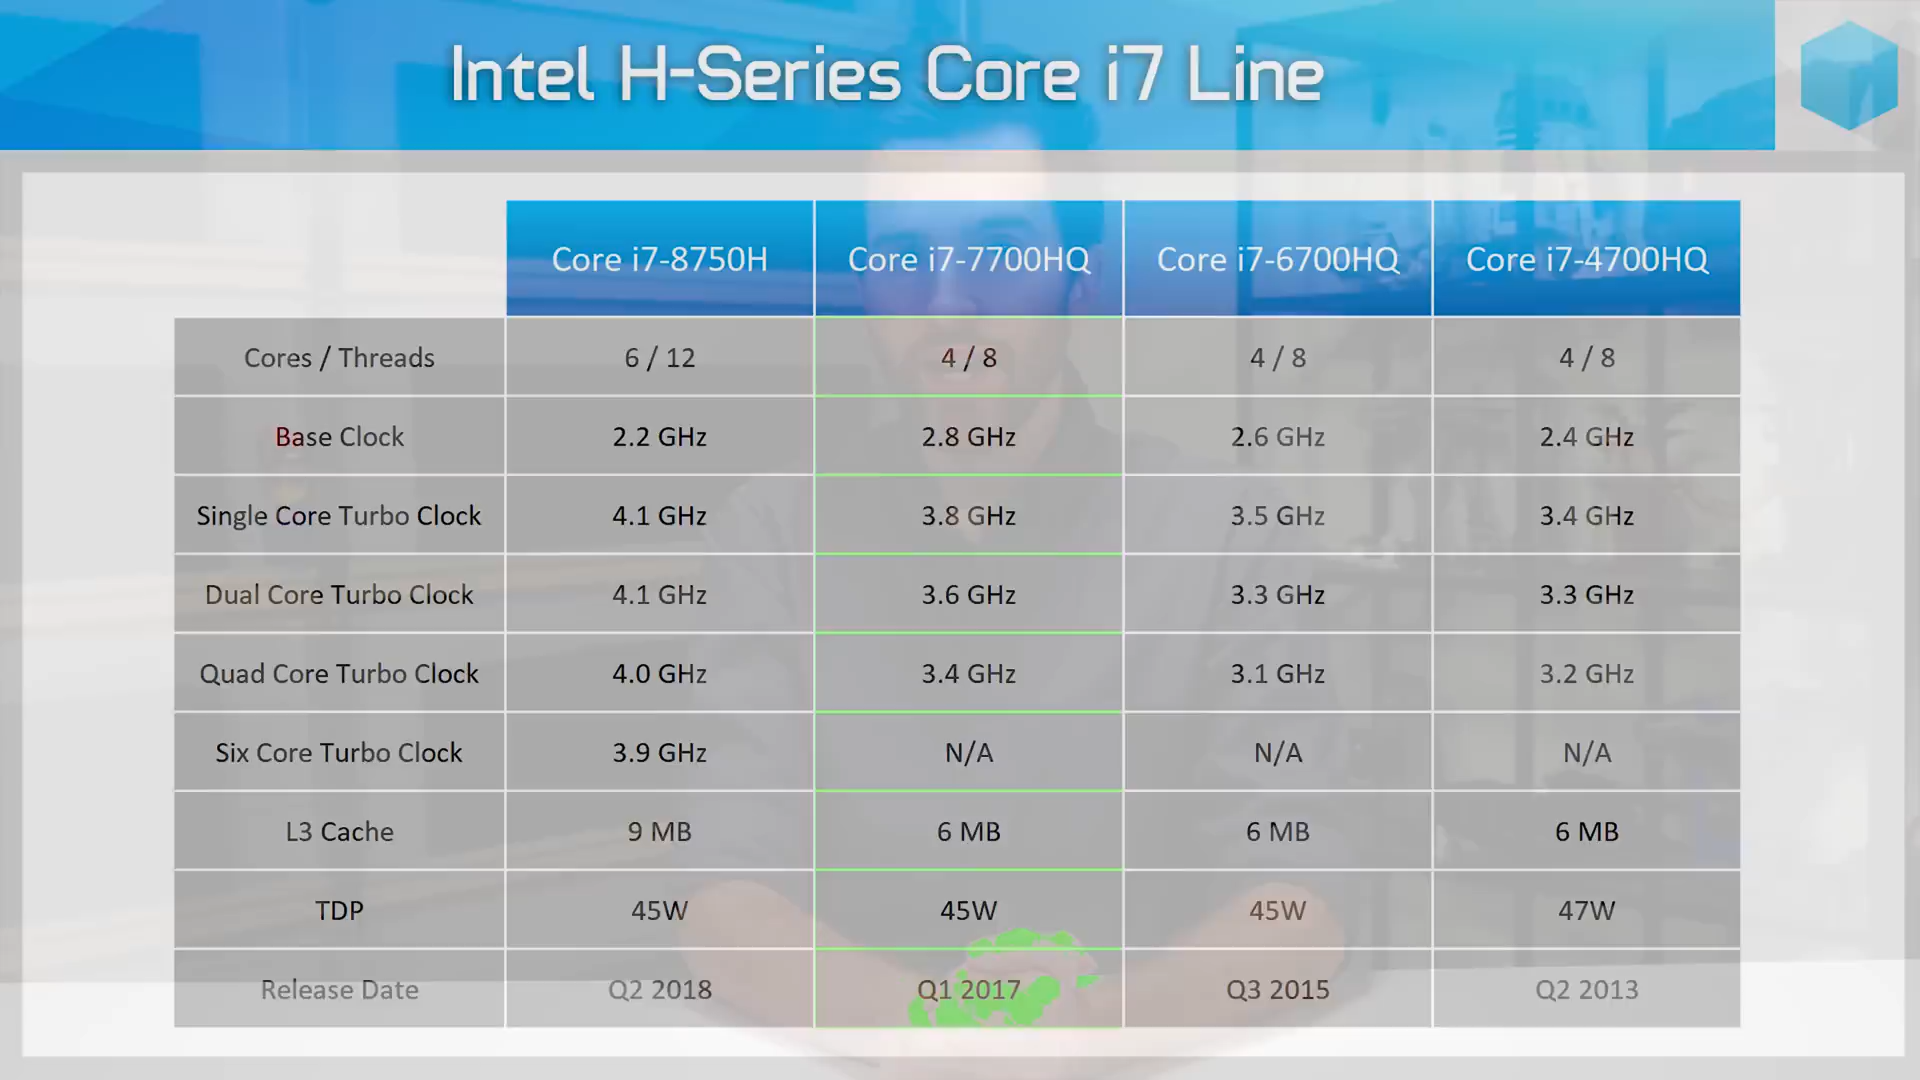 Intel H-Series Core i7 Line
Core i7-8750H Core i7-7700HQ Core i7-6700HQ Core i7-4700HQ
Cores / Threads 6 / 12 4 / 8 4 / 8 4 / 8
Base Clock 2.2 GHz 2.8 GHz 2.6 GHz 2.4 GHz
Single Core Turbo Clock 4.1 GHz 3.8 GHz 3.5 GHz 3.4 GHz
Dual Core Turbo Clock 4.1 GHz 3.6 GHz 3.3 GHz 3.3 GHz
Quad Core Turbo Clock 4.0 GHz 3.4 GHz 3.1 GHz 3.2 GHz
Six Core Turbo Clock 3.9 GHz N/A N/A N/A
L3 Cache 9 MB 6 MB 6 MB 6 MB
TDP 45W 45W 45W 47W
Release Date Q2 2018 Q1 2017 Q3 2015 Q2 2013